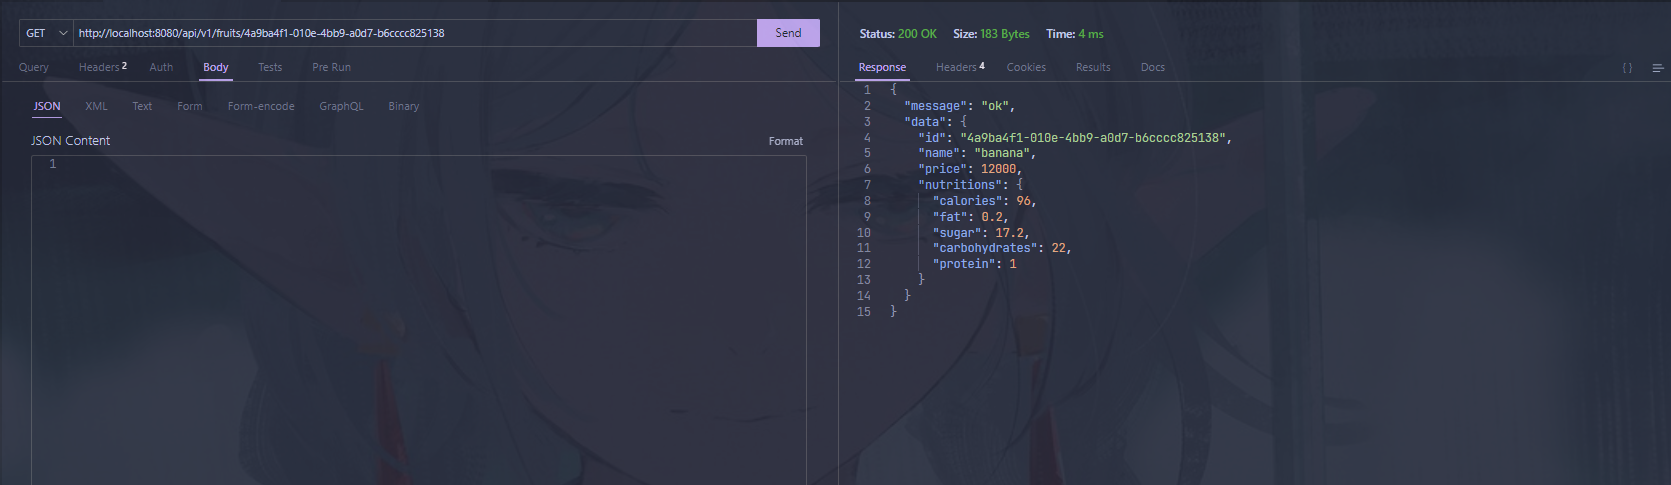 GET http://localhost:8080/api/v1/fruits/4a9ba4f1-010e-4bb9-a0d7-b6cccc825138 Send
Query Headers 2 Auth Body Tests Pre Run
JSON XML Text Form Form-encode GraphQL Binary
JSON Content Format
1
Status: 200 OK Size: 183 Bytes Time: 4 ms
Response Headers 4 Cookies Results Docs { }
1 {
2 "message": "ok",
3 "data": {
4 "id": "4a9ba4f1-010e-4bb9-a0d7-b6cccc825138",
5 "name": "banana",
6 "price": 12000,
7 "nutritions": {
8 "calories": 96,
9 "fat": 0.2,
10 "sugar": 17.2,
11 "carbohydrates": 22,
12 "protein": 1
13 }
14 }
15 }